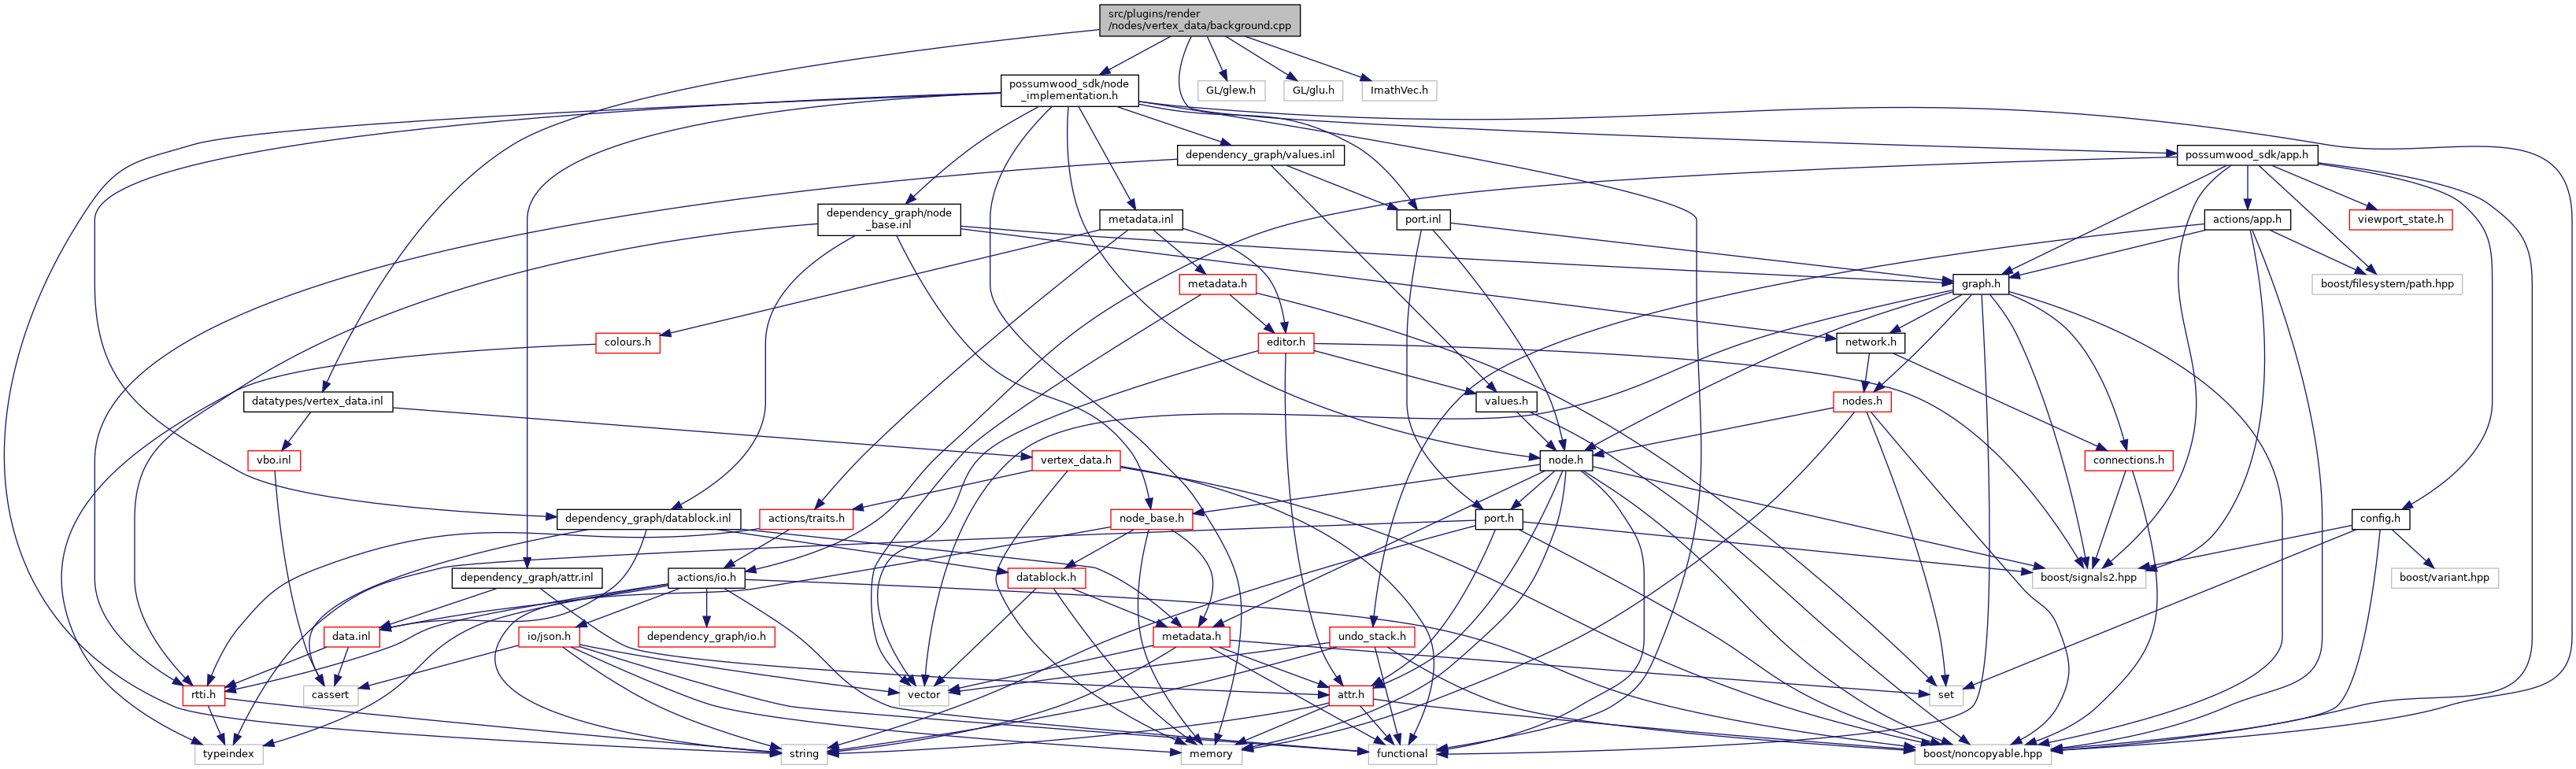 src/plugins/render
/nodes/vertex_data/background.cpp
possumwood_sdk/node
_implementation.h
GL/glew.h
GL/glu.h
ImathVec.h
dependency_graph/values.inl
possumwood_sdk/app.h
dependency_graph/node
_base.inl
metadata.inl
port.inl
actions/app.h
viewport_state.h
metadata.h
graph.h
boost/filesystem/path.hpp
colours.h
editor.h
network.h
datatypes/vertex_data.inl
values.h
nodes.h
vbo.inl
vertex_data.h
node.h
connections.h
dependency_graph/datablock.inl
actions/traits.h
node_base.h
port.h
config.h
dependency_graph/attr.inl
actions/io.h
datablock.h
boost/signals2.hpp
boost/variant.hpp
data.inl
io/json.h
dependency_graph/io.h
metadata.h
undo_stack.h
rtti.h
cassert
vector
attr.h
set
typeindex
string
memory
functional
boost/noncopyable.hpp